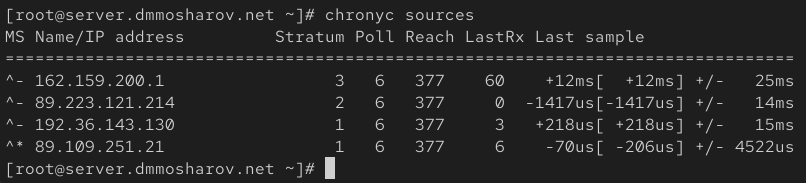 [root@server.dmmosharov.net ~]# chronyc sources
MS Name/IP address         Stratum Poll Reach LastRx Last sample
===============================================================================
^- 162.159.200.1                 3   6   377    60    +12ms[  +12ms] +/-   25ms
^- 89.223.121.214                2   6   377     0  -1417us[-1417us] +/-   14ms
^- 192.36.143.130                1   6   377     3   +218us[ +218us] +/-   15ms
^* 89.109.251.21                 1   6   377     6    -70us[ -206us] +/- 4522us
[root@server.dmmosharov.net ~]#